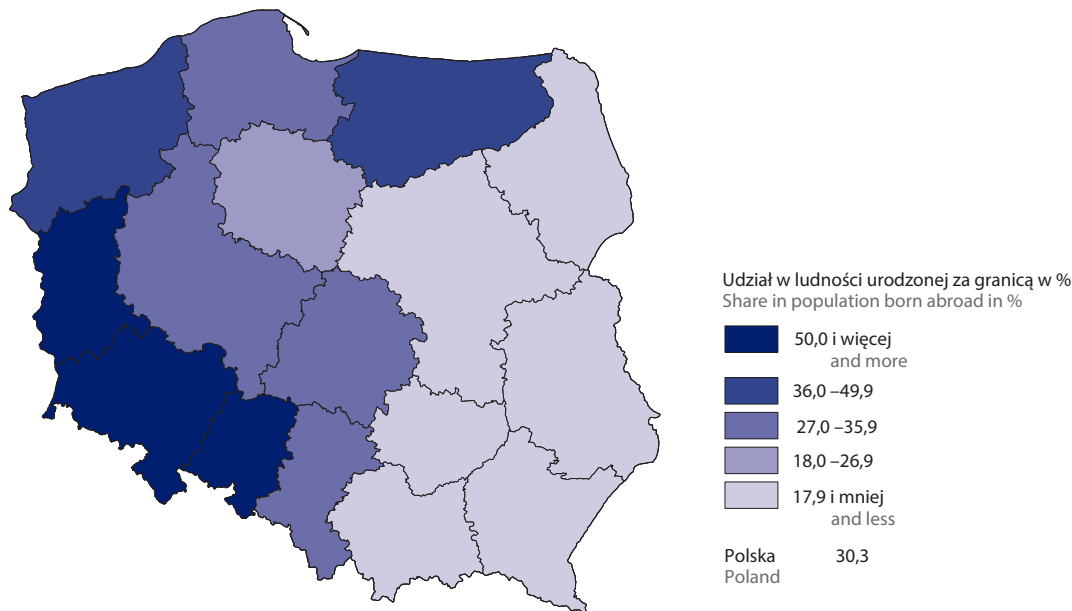 Udział w ludności urodzonej za granicą w %
Share in population born abroad in %
50,0 i więcej
and more
36,0 –49,9
27,0 –35,9
18,0 –26,9
17,9 i mniej
and less
Polska 30,3
Poland